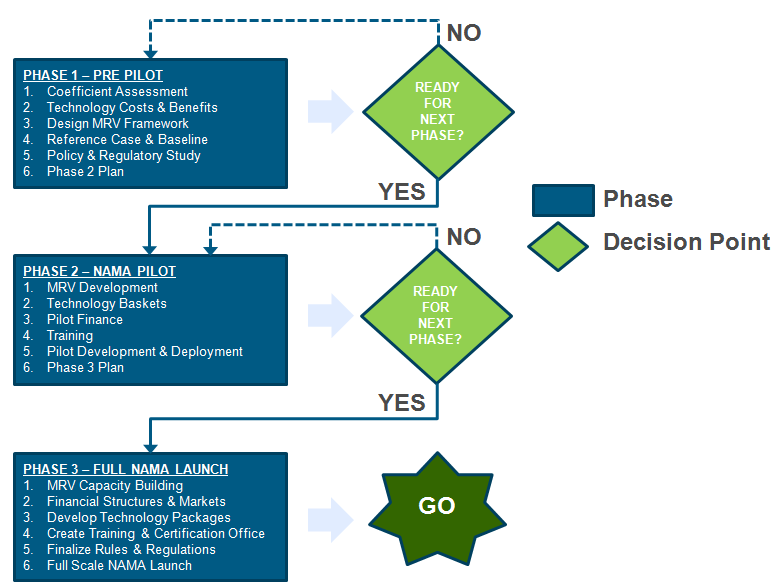 NO
PHASE 1 – PRE PILOT
1. Coefficient Assessment
2. Technology Costs & Benefits
3. Design MRV Framework
4. Reference Case & Baseline
5. Policy & Regulatory Study
6. Phase 2 Plan
READY
FOR
NEXT
PHASE?
YES
Phase
Decision Point
NO
PHASE 2 – NAMA PILOT
1. MRV Development
2. Technology Baskets
3. Pilot Finance
4. Training
5. Pilot Development & Deployment
6. Phase 3 Plan
READY
FOR
NEXT
PHASE?
YES
PHASE 3 – FULL NAMA LAUNCH
1. MRV Capacity Building
2. Financial Structures & Markets
3. Develop Technology Packages
4. Create Training & Certification Office
5. Finalize Rules & Regulations
6. Full Scale NAMA Launch
GO